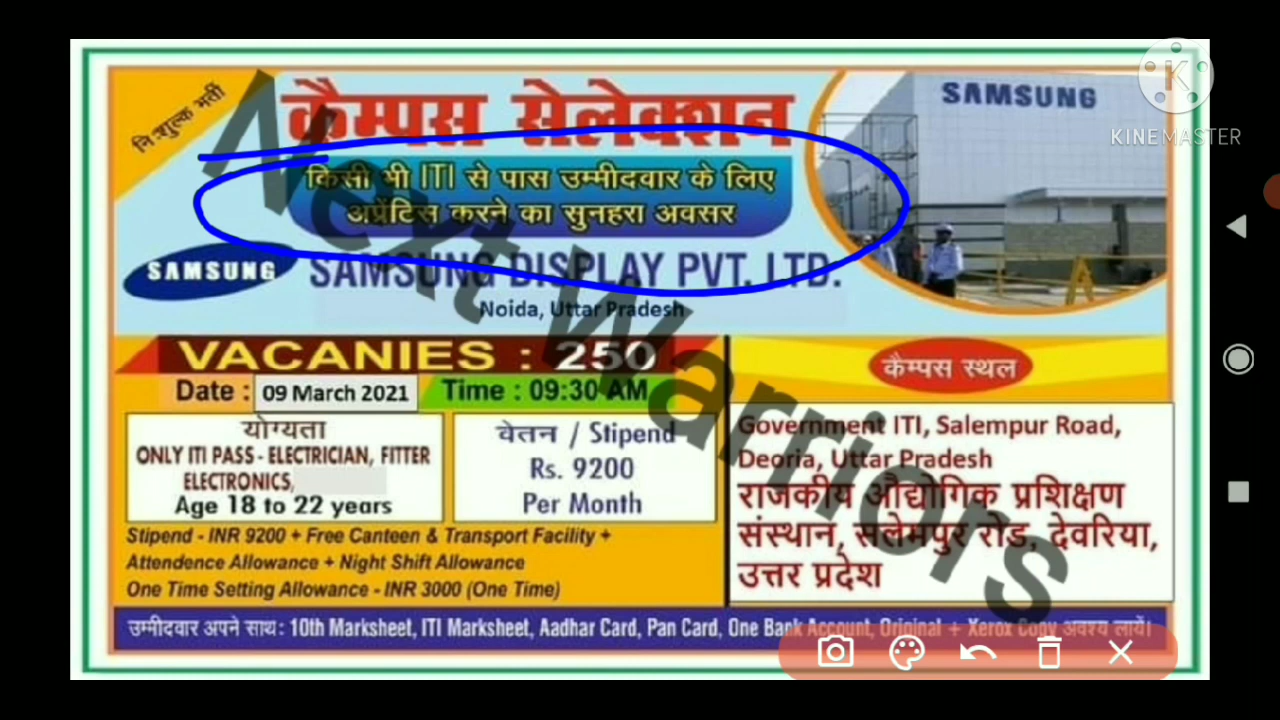 नि:शुल्क भर्ती
कैम्पस सेलेक्शन
किसी भी ITI से पास उम्मीदवार के लिए
अप्रेंटिस करने का सुनहरा अवसर
SAMSUNG
SAMSUNG DISPLAY PVT. LTD.
Noida, Uttar Pradesh
SAMSUNG
K
KINEMASTER
VACANIES : 250
Date : 09 March 2021 Time : 09:30 AM
योग्यता
ONLY ITI PASS - ELECTRICIAN, FITTER
ELECTRONICS,
Age 18 to 22 years
वेतन / Stipend
Rs. 9200
Per Month
Stipend - INR 9200 + Free Canteen & Transport Facility +
Attendence Allowance + Night Shift Allowance
One Time Setting Allowance - INR 3000 (One Time)
कैम्पस स्थल
Government ITI, Salempur Road,
Deoria, Uttar Pradesh
राजकीय औद्योगिक प्रशिक्षण
संस्थान, सलेमपुर रोड, देवरिया,
उत्तर प्रदेश
उम्मीदवार अपने साथ: 10th Marksheet, ITI Marksheet, Aadhar Card, Pan Card, One Bank Account, Original + Xerox Copy अवश्य लायें।
Next Warriors